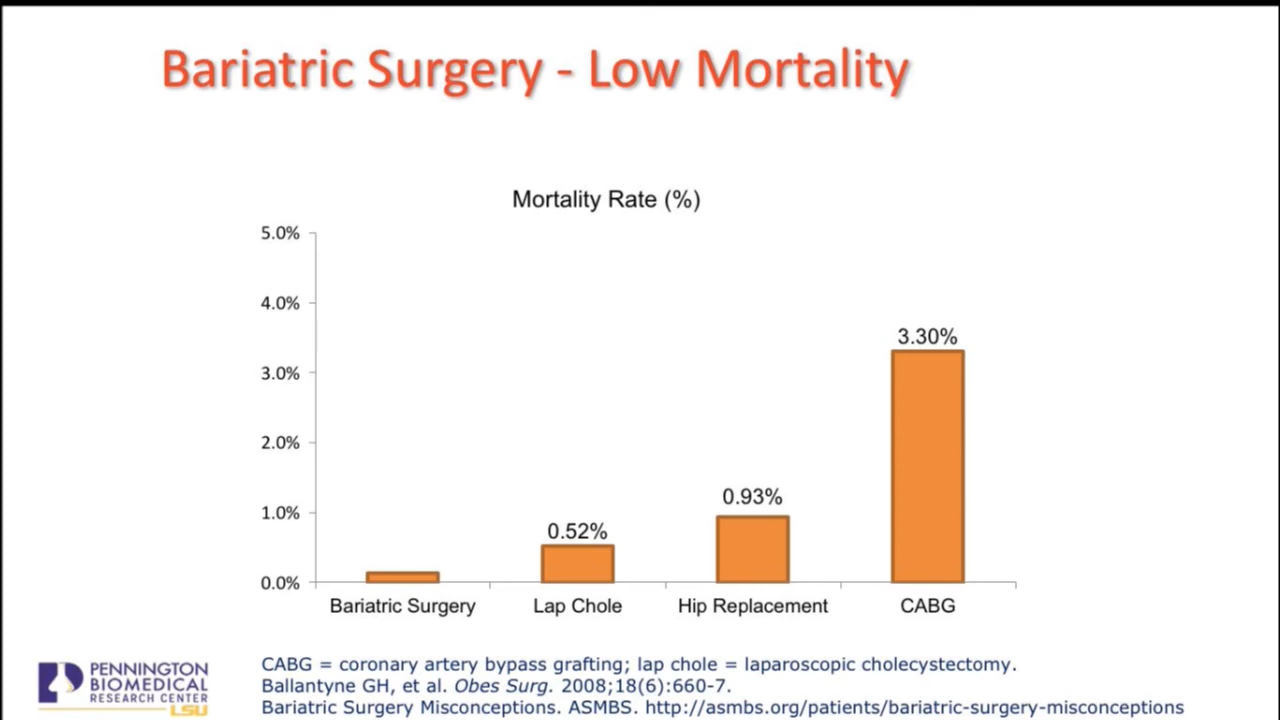 Bariatric Surgery - Low Mortality
Mortality Rate (%)
5.0%
4.0%
3.0%
2.0%
1.0%
0.0%
0.52%
0.93%
3.30%
Bariatric Surgery
Lap Chole
Hip Replacement
CABG
PENNINGTON
BIOMEDICAL
RESEARCH CENTER
LSU
CABG = coronary artery bypass grafting; lap chole = laparoscopic cholecystectomy.
Ballantyne GH, et al. Obes Surg. 2008;18(6):660-7.
Bariatric Surgery Misconceptions. ASMBS. http://asmbs.org/patients/bariatric-surgery-misconceptions